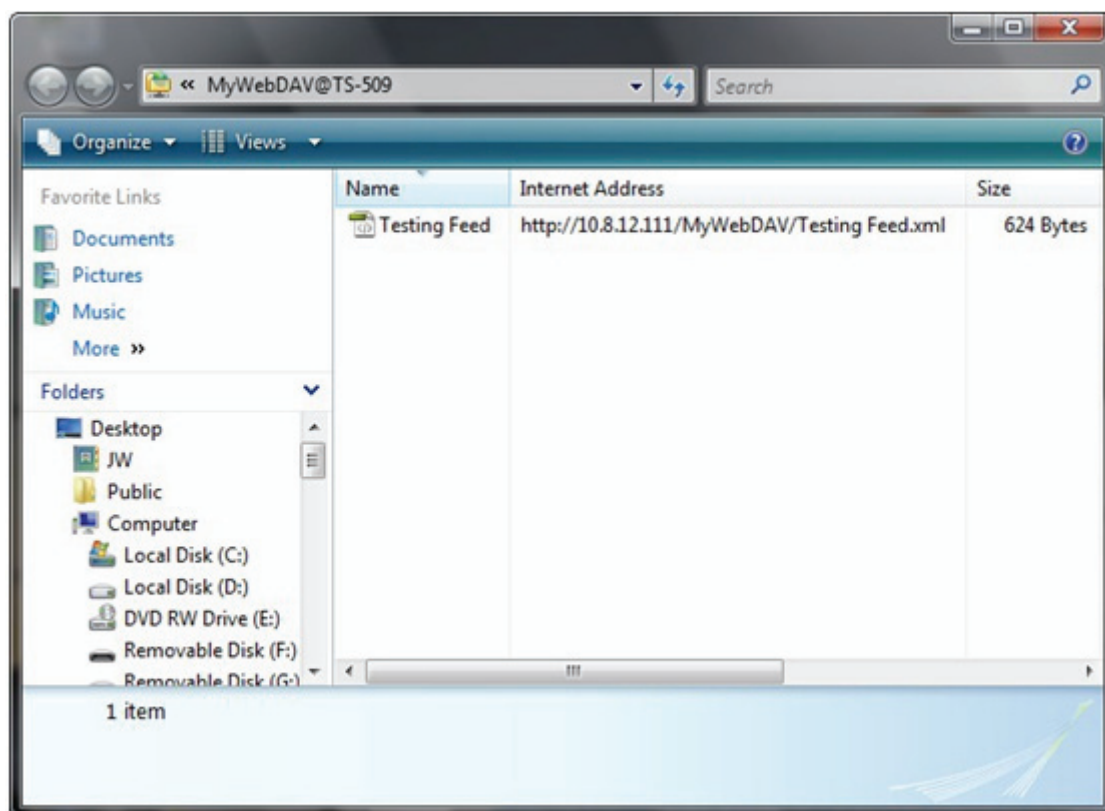 « MyWebDAV@TS-509
Search
Organize Views
Favorite Links
Documents
Pictures
Music
More »
Folders
Desktop
JW
Public
Computer
Local Disk (C:)
Local Disk (D:)
DVD RW Drive (E:)
Removable Disk (F:)
Removable Disk (G:)
Name Internet Address Size
Testing Feed http://10.8.12.111/MyWebDAV/Testing Feed.xml 624 Bytes
1 item